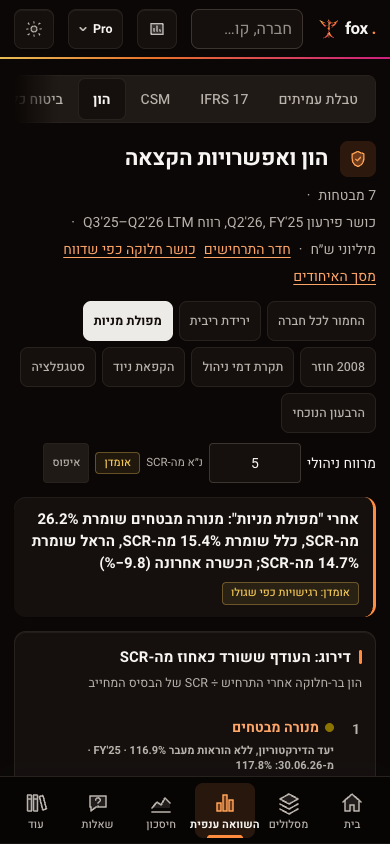 fox .
חברה, קו...
Pro
טבלת עמיתים
IFRS 17
CSM
הון
ביטוח
הון ואפשרויות הקצאה
7 מבטחות ·
כושר פירעון Q2'26, FY'25, רווח Q3'25–Q2'26 LTM ·
מיליוני ש״ח · חדר התרחישים כושר חלוקה כפי שדווח
מסך האיחודים
החמור לכל חברה
ירידת ריבית
מפולת מניות
2008 חוזר
תקרת דמי ניהול
הקפאת ניוד
סטגפלציה
הרבעון הנוכחי
מרווח ניהולי
5
נ״א מה-SCR
אומדן
איפוס
אחרי "מפולת מניות": מנורה מבטחים שומרת 26.2%
מה-SCR, כלל שומרת 15.4% מה-SCR, הראל שומרת
14.7% מה-SCR; הכשרה אחרונה (‎−9.8%)
אומדן: רגישויות כפי שגולו
דירוג: העודף ששורד כאחוז מה-SCR
הון בר-חלוקה אחרי התרחיש ÷ SCR של הבסיס המחייב
1
מנורה מבטחים
יעד הדירקטוריון, ללא הוראות מעבר 116.9% · FY'25 ·
מ-30.06.26: 117.8%
בית
מסלולים
השוואה ענפית
חיסכון
שאלות
עוד